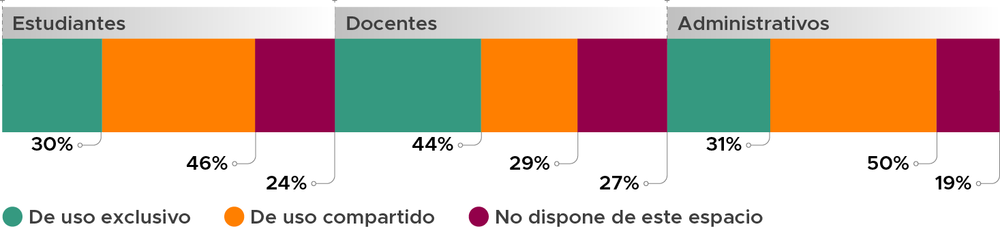 Estudiantes Docentes Administrativos
30% 44% 31%
46% 29% 50%
24% 27% 19%
De uso exclusivo De uso compartido No dispone de este espacio